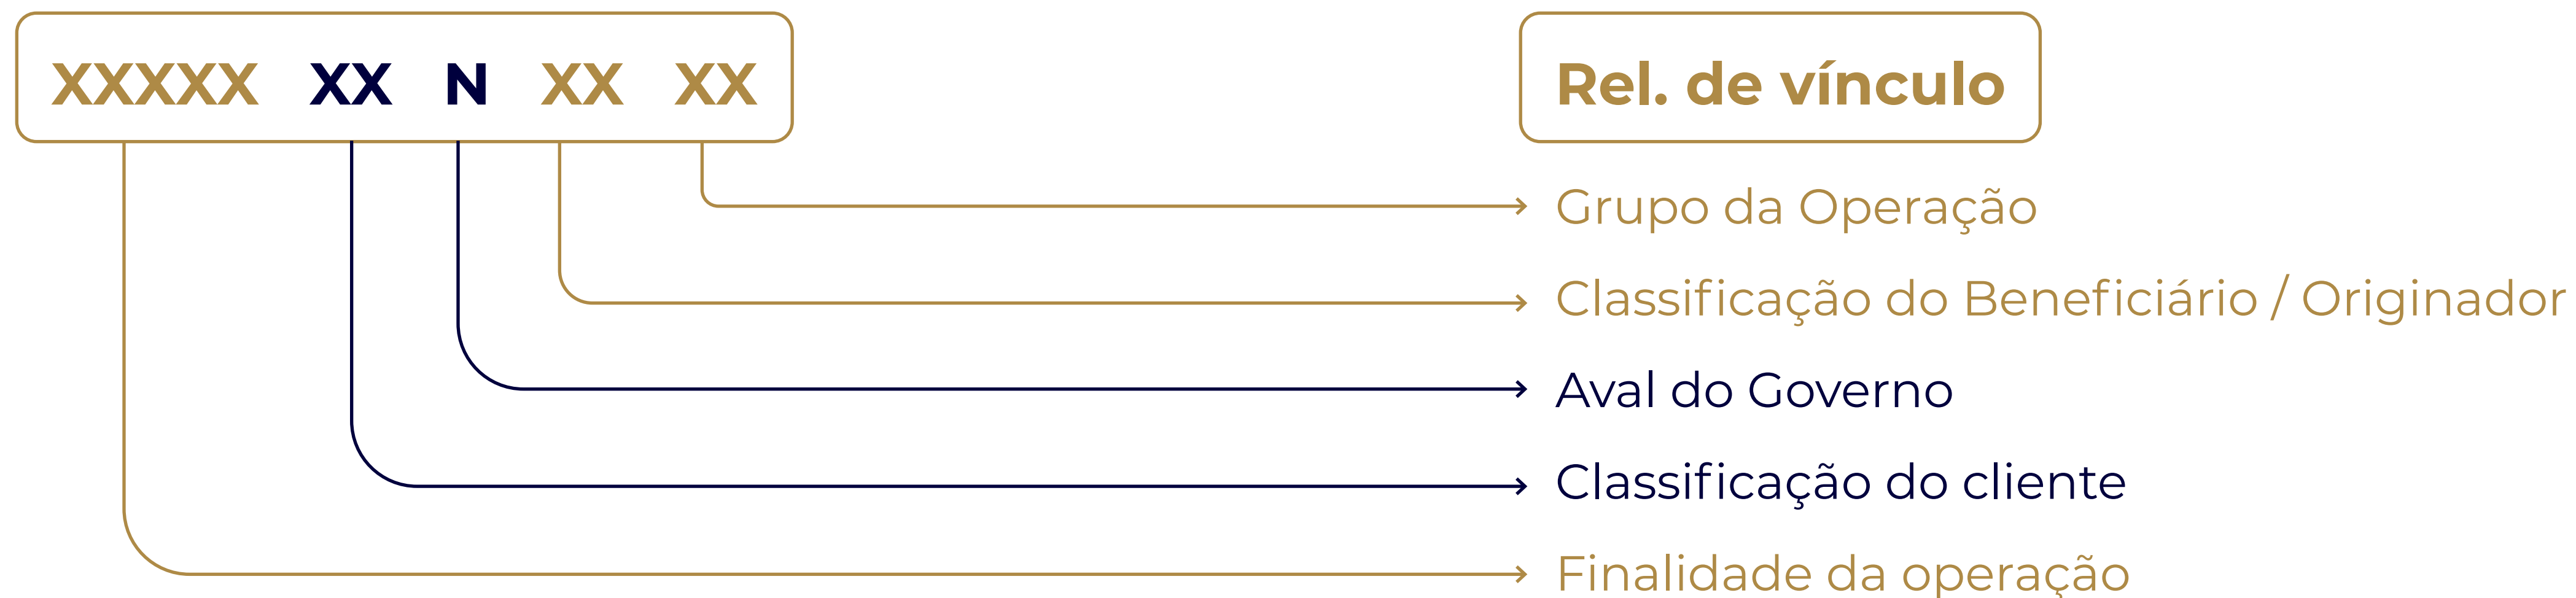 XXXXX XX N XX XX
Rel. de vínculo
Grupo da Operação
Classificação do Beneficiário / Originador
Aval do Governo
Classificação do cliente
Finalidade da operação